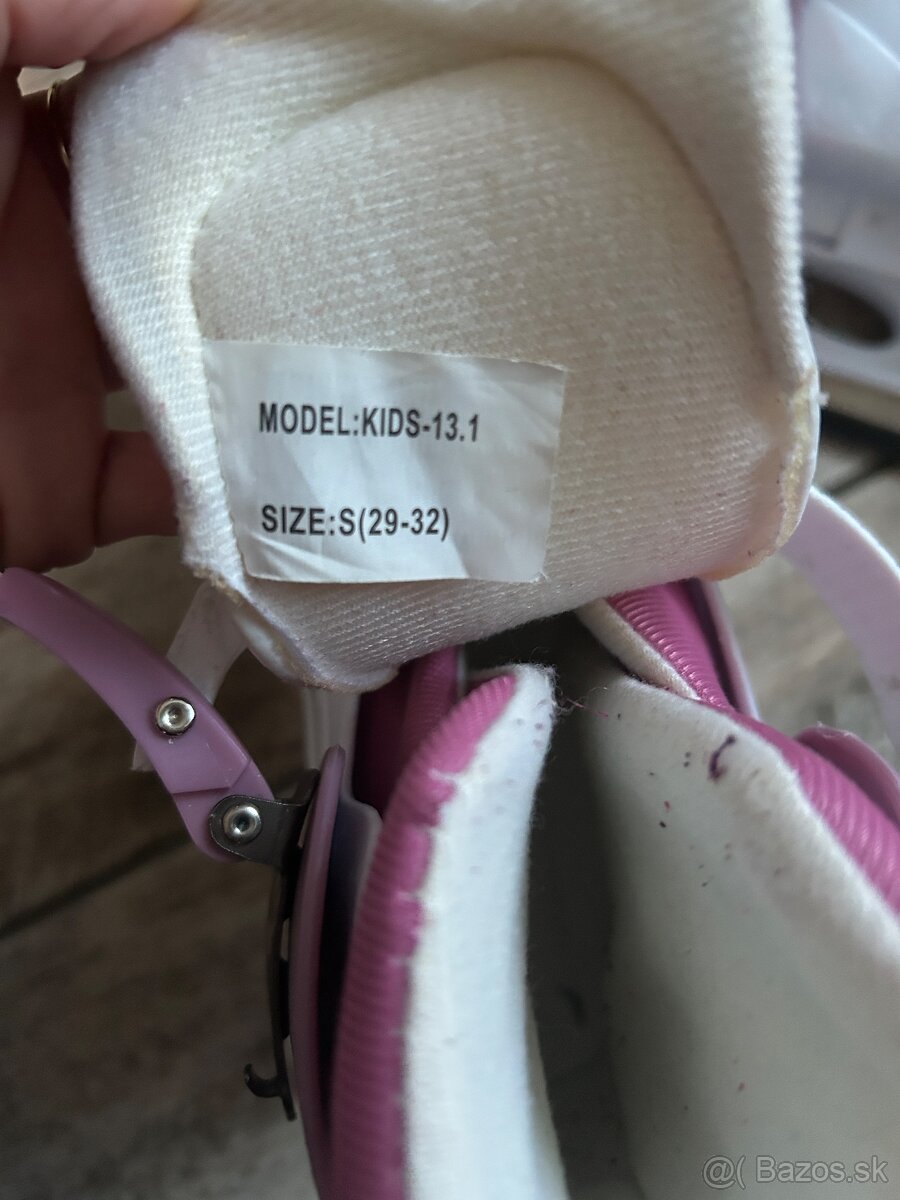 MODEL:KIDS-13.1
SIZE:S(29-32)
@( Bazos.sk